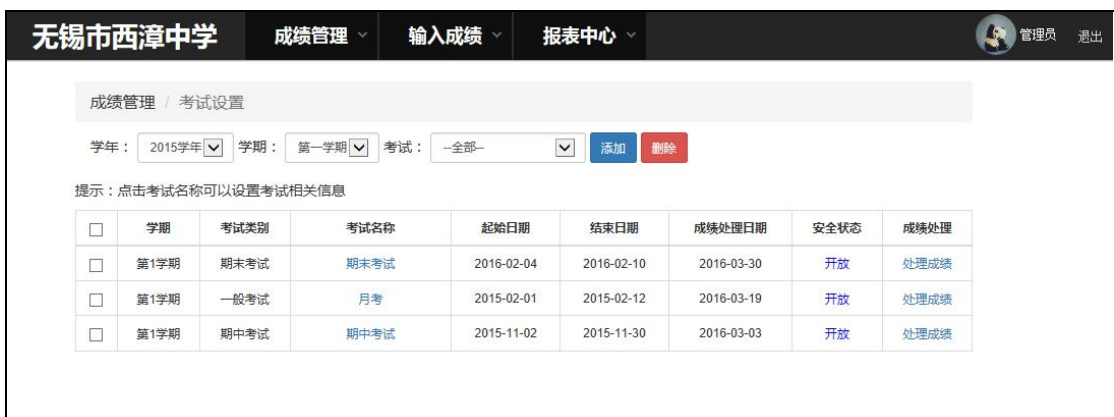 无锡市西漳中学 成绩管理 输入成绩 报表中心 管理员 退出
成绩管理 / 考试设置
学年： 2015学年 学期： 第一学期 考试： --全部-- 添加 删除
提示：点击考试名称可以设置考试相关信息
学期 考试类别 考试名称 起始日期 结束日期 成绩处理日期 安全状态 成绩处理
第1学期 期末考试 期末考试 2016-02-04 2016-02-10 2016-03-30 开放 处理成绩
第1学期 一般考试 月考 2015-02-01 2015-02-12 2016-03-19 开放 处理成绩
第1学期 期中考试 期中考试 2015-11-02 2015-11-30 2016-03-03 开放 处理成绩